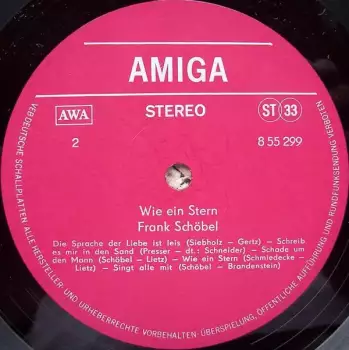 AMIGA
AWA
STEREO
ST 33
2
8 55 299
Wie ein Stern
Frank Schöbel
Die Sprache der Liebe ist leis (Siebholz – Gertz) – Schreib
es mir in den Sand (Presser – dt.: Schneider) – Schade um
den Mann (Schöbel – Lietz) – Wie ein Stern (Schmiedecke –
Lietz) – Singt alle mit (Schöbel – Brandenstein)
VEB DEUTSCHE SCHALLPLATTEN ALLE HERSTELLER- UND URHEBERRECHTE VORBEHALTEN · ÜBERSPIELUNG, ÖFFENTLICHE AUFFÜHRUNG UND RUNDFUNKSENDUNG VERBOTEN